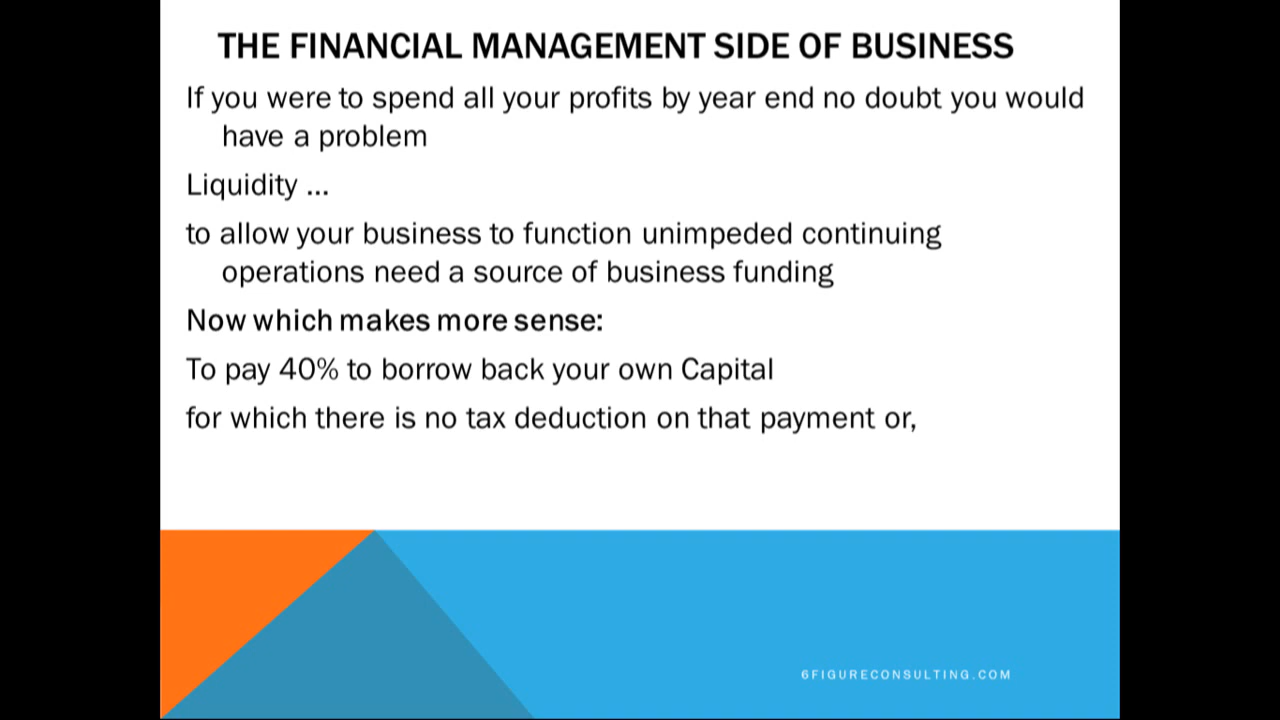 THE FINANCIAL MANAGEMENT SIDE OF BUSINESS
If you were to spend all your profits by year end no doubt you would
have a problem
Liquidity ...
to allow your business to function unimpeded continuing
operations need a source of business funding
Now which makes more sense:
To pay 40% to borrow back your own Capital
for which there is no tax deduction on that payment or,
6FIGURECONSULTING.COM